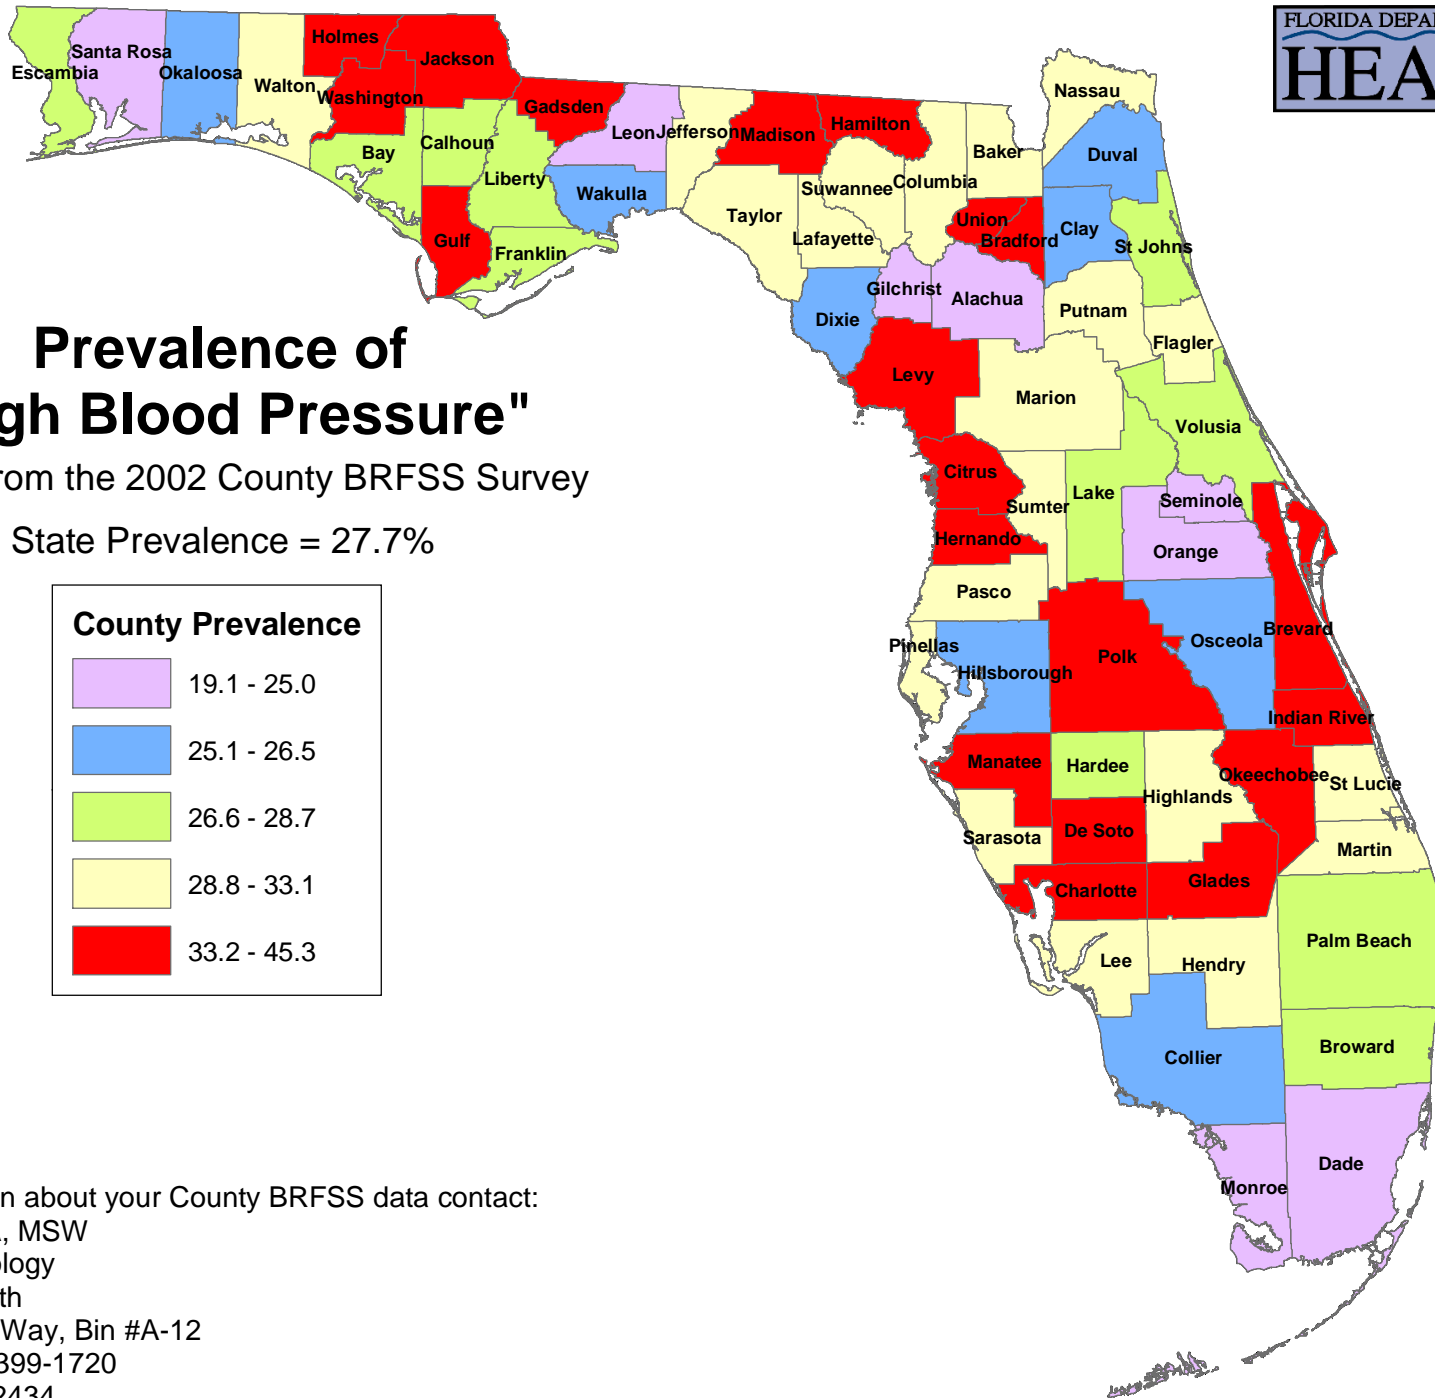 FLORIDA DEPA
HEA
Holmes
Jackson
Santa Rosa
Escambia
Okaloosa
Walton
Washington
Gadsden
Nassau
Leon
Jefferson
Madison
Hamilton
Bay
Calhoun
Baker
Duval
Liberty
Wakulla
Suwannee
Columbia
Taylor
Union
Clay
Gulf
Franklin
Lafayette
Bradford
St Johns
Gilchrist
Alachua
Dixie
Putnam
Flagler
Prevalence of
gh Blood Pressure"
rom the 2002 County BRFSS Survey
State Prevalence = 27.7%
Levy
Marion
Volusia
Citrus
Sumter
Lake
Seminole
Hernando
Orange
Pasco
Pinellas
Hillsborough
Polk
Osceola
Brevard
Indian River
Manatee
Hardee
Okeechobee
Highlands
St Lucie
Sarasota
De Soto
Martin
Charlotte
Glades
Lee
Hendry
Palm Beach
Collier
Broward
Dade
Monroe
County Prevalence
19.1 - 25.0
25.1 - 26.5
26.6 - 28.7
28.8 - 33.1
33.2 - 45.3
n about your County BRFSS data contact:
, MSW
ology
th
Way, Bin #A-12
399-1720
2434